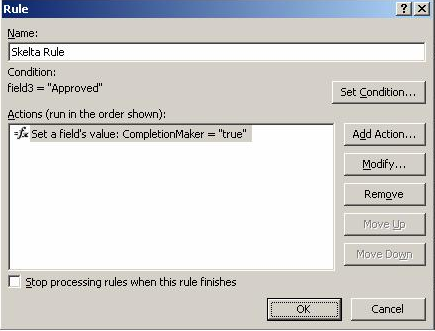 Rule
Name:
Skelta Rule
Condition:
field3 = "Approved"
Set Condition...
Actions (run in the order shown):
Set a field's value: CompletionMaker = "true"
Add Action...
Modify...
Remove
Move Up
Move Down
Stop processing rules when this rule finishes
OK
Cancel